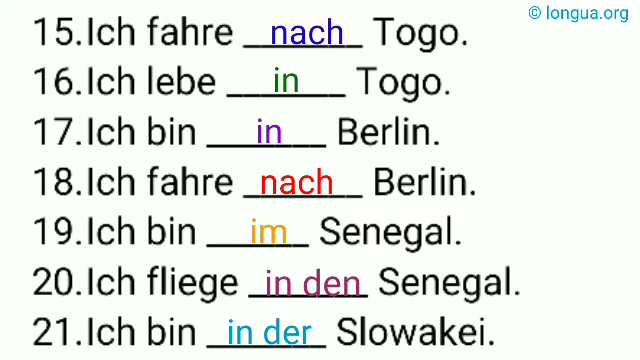 © longua.org
15.Ich fahre nach Togo.
16.Ich lebe in Togo.
17.Ich bin in Berlin.
18.Ich fahre nach Berlin.
19.Ich bin im Senegal.
20.Ich fliege in den Senegal.
21.Ich bin in der Slowakei.